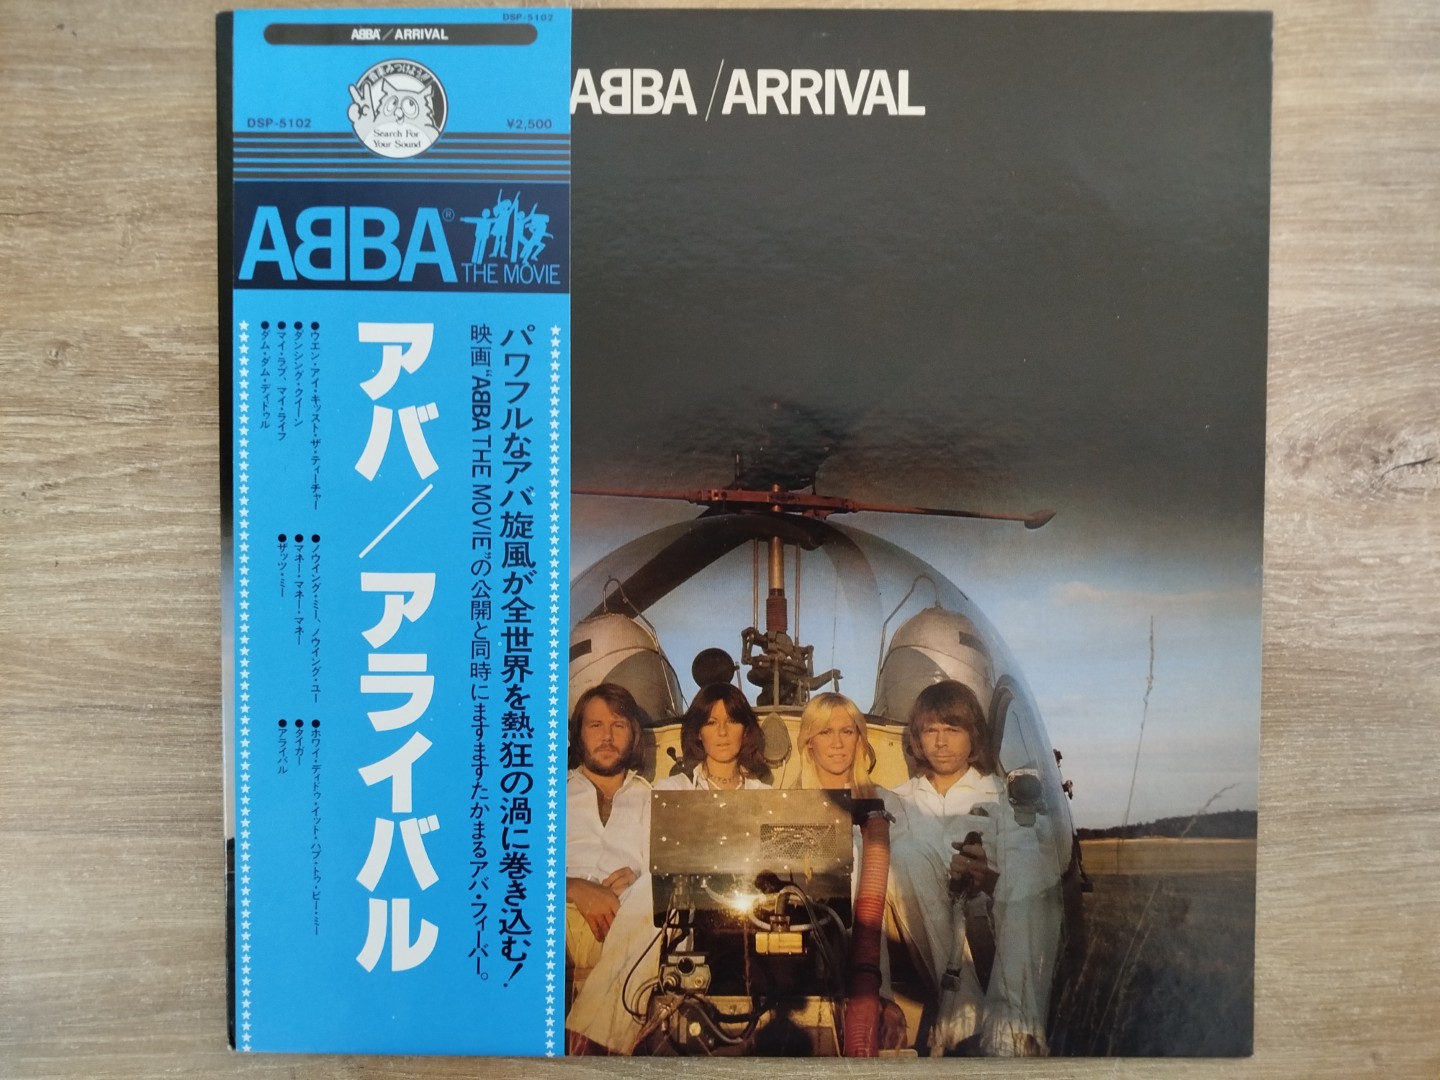 DSP-5102
ABBA/ARRIVAL
音楽みつけよう!!
Search For
Your Sound
DSP-5102
¥2,500
ABBA®
THE MOVIE
パワフルなアバ旋風が全世界を熱狂の渦に巻き込む!
映画“ABBA THE MOVIE”の公開と同時にますますたかまるアバ・フィーバー。
アバ/アライバル
●ウエン・アイ・キッスト・ザ・ティーチャー
●ダンシング・クイーン
●マイ・ラブ、マイ・ライフ
●ダム・ダム・ディドゥル
●ノウイング・ミー、ノウイング・ユー
●マネー・マネー・マネー
●ザッツ・ミー
●ホワイ・ディドゥ・イット・ハブ・トゥ・ビー・ミー
●タイガー
●アライバル
ABBA/ARRIVAL